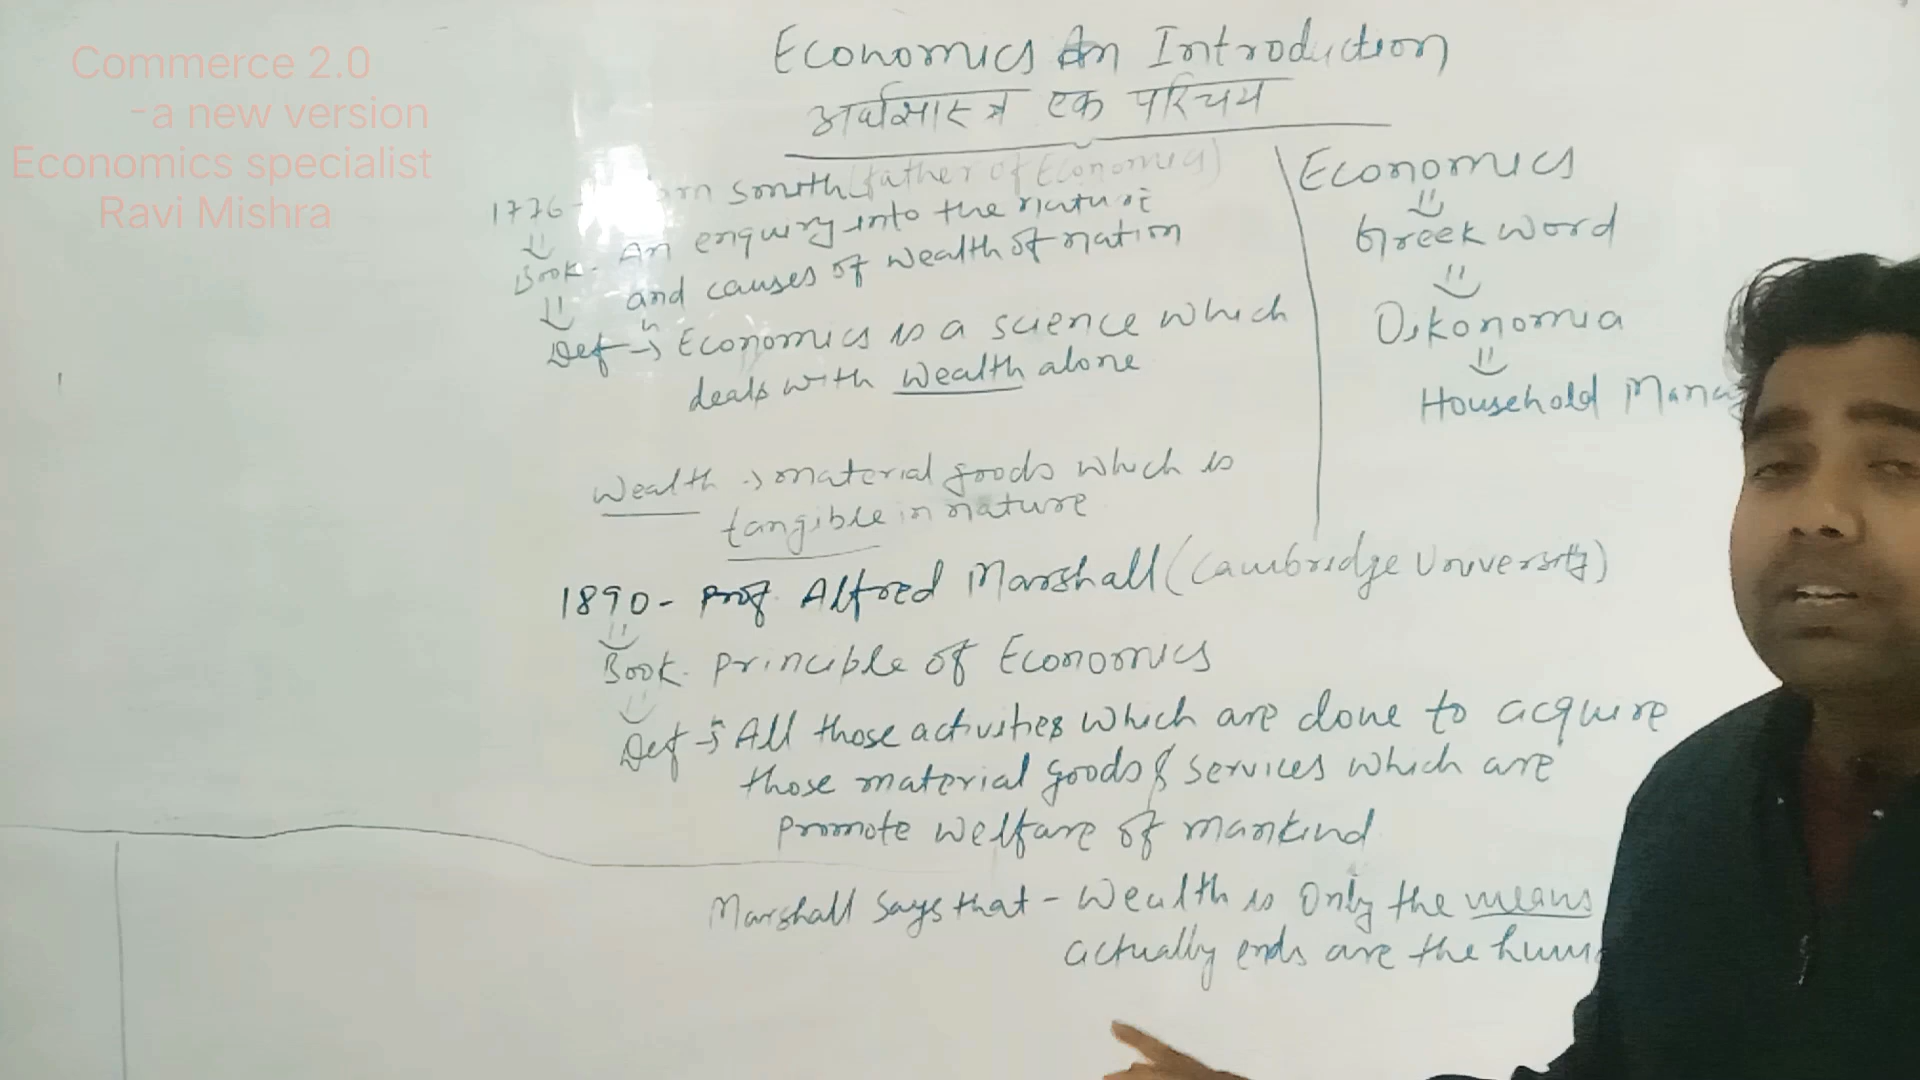 Commerce 2.0
-a new version
Economics specialist
Ravi Mishra
Economics An Introduction
अर्थशास्त्र एक परिचय
1776 - smith (father of Economics)
Book - An enquiry into the nature
and causes of wealth of nation
Def → Economics is a science which
deals with wealth alone
Wealth → material goods which is
tangible in nature
Economics
Greek word
Oikonomia
Household
1890 - Prof. Alfred Marshall (Cambridge University)
Book - Principle of Economics
Def → All those activities which are done to acquire
those material goods & services which are
promote welfare of mankind
Marshall says that - Wealth is only the means
actually ends are the